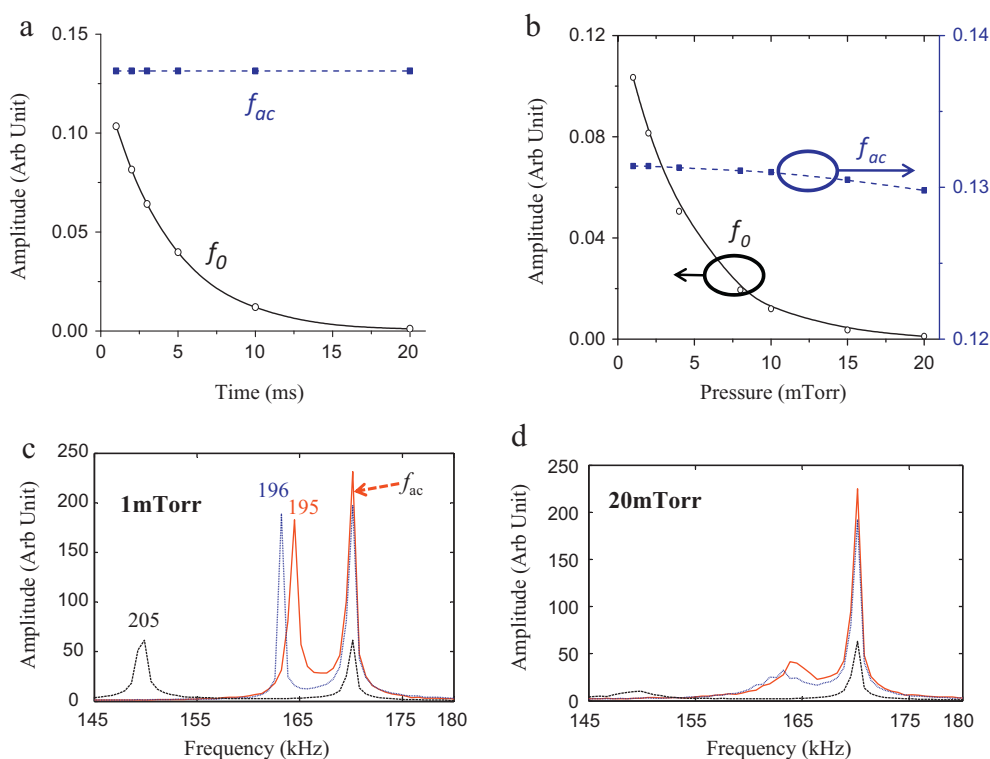 a
0.15
0.10
0.05
0.00
0
5
10
15
20
Amplitude (Arb Unit)
Time (ms)
f_ac
f_0
b
0.12
0.08
0.04
0.00
0
5
10
15
20
0.14
0.13
0.12
Amplitude (Arb Unit)
Pressure (mTorr)
f_ac
f_0
c
250
200
150
100
50
0
145
155
165
175
180
Amplitude (Arb Unit)
Frequency (kHz)
1mTorr
196
195
205
f_ac
d
250
200
150
100
50
0
145
155
165
175
180
Amplitude (Arb Unit)
Frequency (kHz)
20mTorr